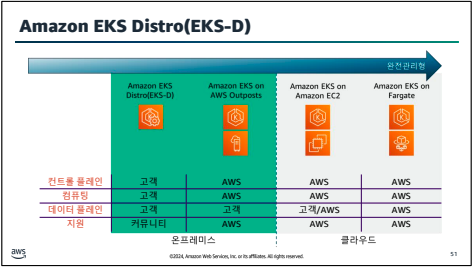 Amazon EKS Distro(EKS-D)
완전관리형
Amazon EKS Distro(EKS-D)
Amazon EKS on AWS Outposts
Amazon EKS on Amazon EC2
Amazon EKS on Fargate
컨트롤 플레인 고객 AWS AWS AWS
컴퓨팅 고객 AWS AWS AWS
데이터 플레인 고객 고객 고객/AWS AWS
지원 커뮤니티 AWS AWS AWS
온프레미스 클라우드
aws
©2024, Amazon Web Services, Inc. or its affiliates. All rights reserved.
51